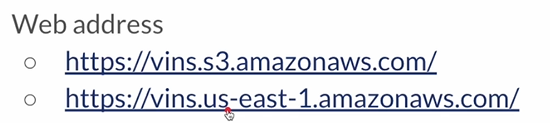 Web address
○ https://vins.s3.amazonaws.com/
○ https://vins.us-east-1.amazonaws.com/